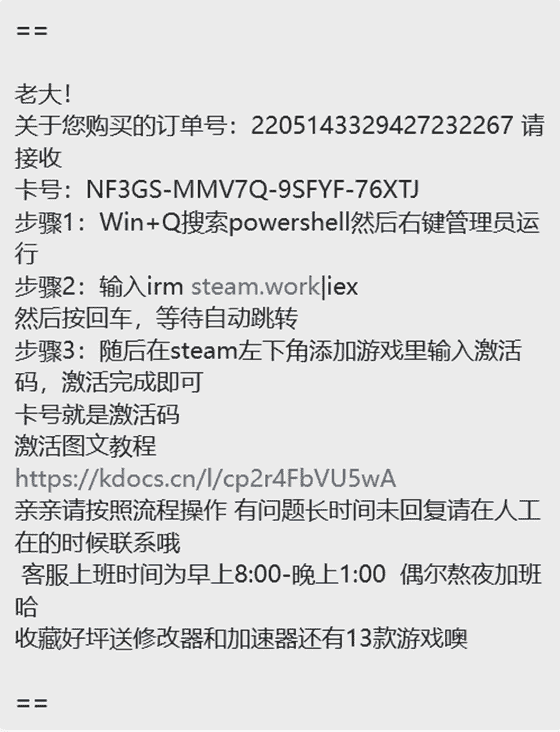 ==
老大！
关于您购买的订单号：2205143329427232267 请
接收
卡号：NF3GS-MMV7Q-9SFYF-76XTJ
步骤1：Win+Q搜索powershell然后右键管理员运
行
步骤2：输入irm steam.work|iex
然后按回车，等待自动跳转
步骤3：随后在steam左下角添加游戏里输入激活
码，激活完成即可
卡号就是激活码
激活图文教程
https://kdocs.cn/l/cp2r4FbVU5wA
亲亲请按照流程操作 有问题长时间未回复请在人工
在的时候联系哦
客服上班时间为早上8:00-晚上1:00  偶尔熬夜加班
哈
收藏好坪送修改器和加速器还有13款游戏噢
==